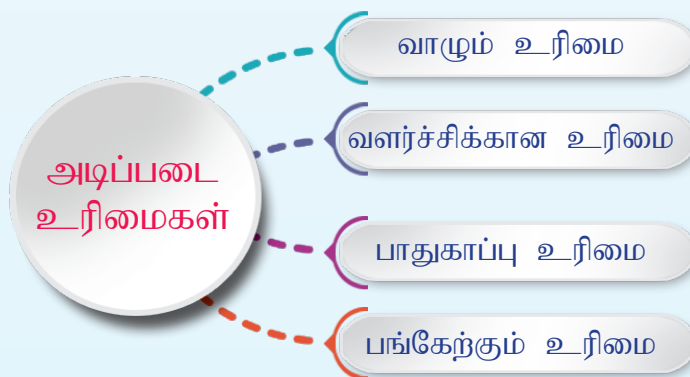 அடிப்படை
உரிமைகள்
வாழும் உரிமை
வளர்ச்சிக்கான உரிமை
பாதுகாப்பு உரிமை
பங்கேற்கும் உரிமை